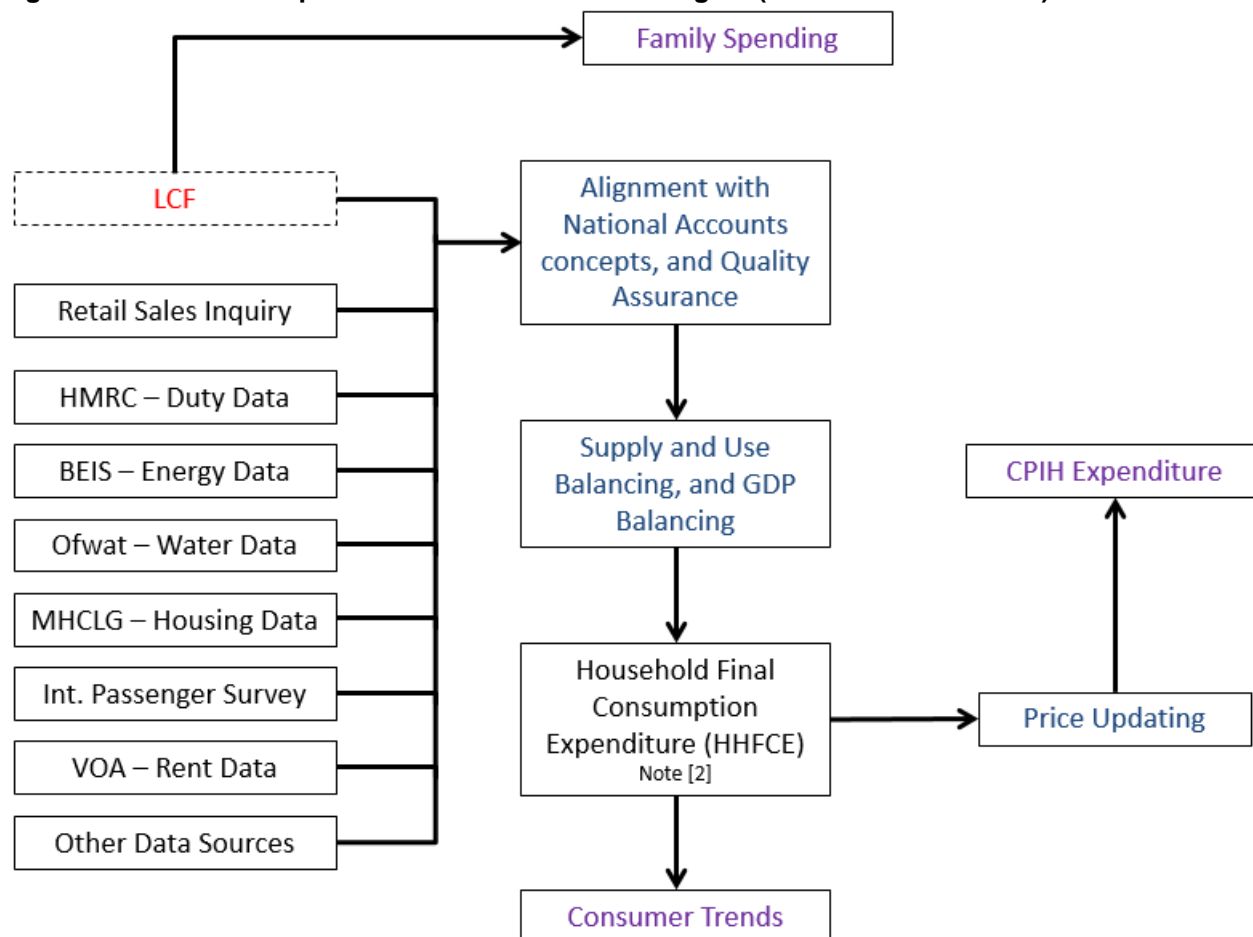 Family Spending
LCF
Alignment with
National Accounts
concepts, and Quality
Assurance
Retail Sales Inquiry
HMRC – Duty Data
BEIS – Energy Data
Supply and Use
Balancing, and GDP
Balancing
CPIH Expenditure
Ofwat – Water Data
MHCLG – Housing Data
Int. Passenger Survey
Household Final
Consumption
Expenditure (HHFCE)
Note [2]
Price Updating
VOA – Rent Data
Other Data Sources
Consumer Trends